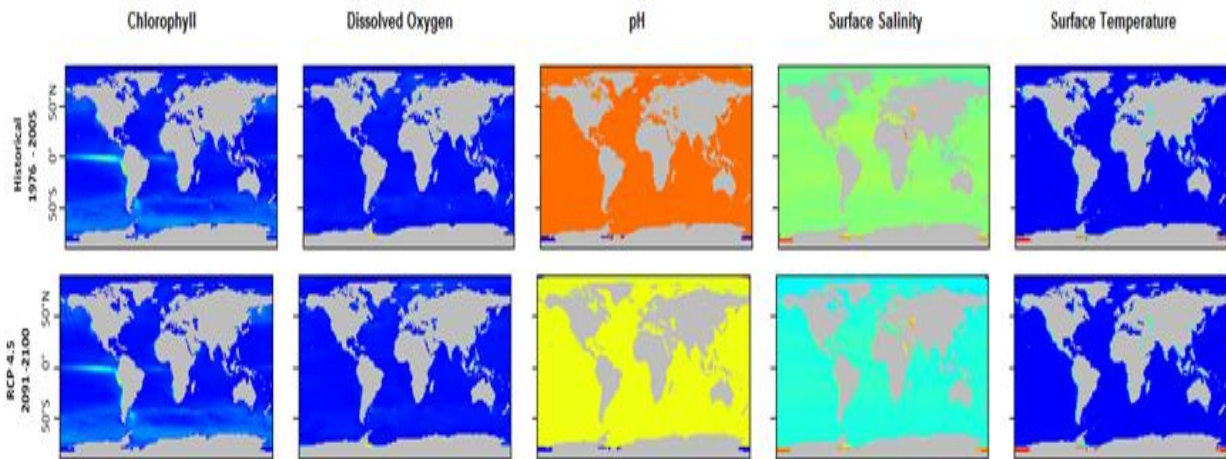 Chlorophyll
Dissolved Oxygen
pH
Surface Salinity
Surface Temperature
Historical
1976 - 2005
50°N
0°
50°S
RCP 4.5
2091-2100
50°N
0°
50°S